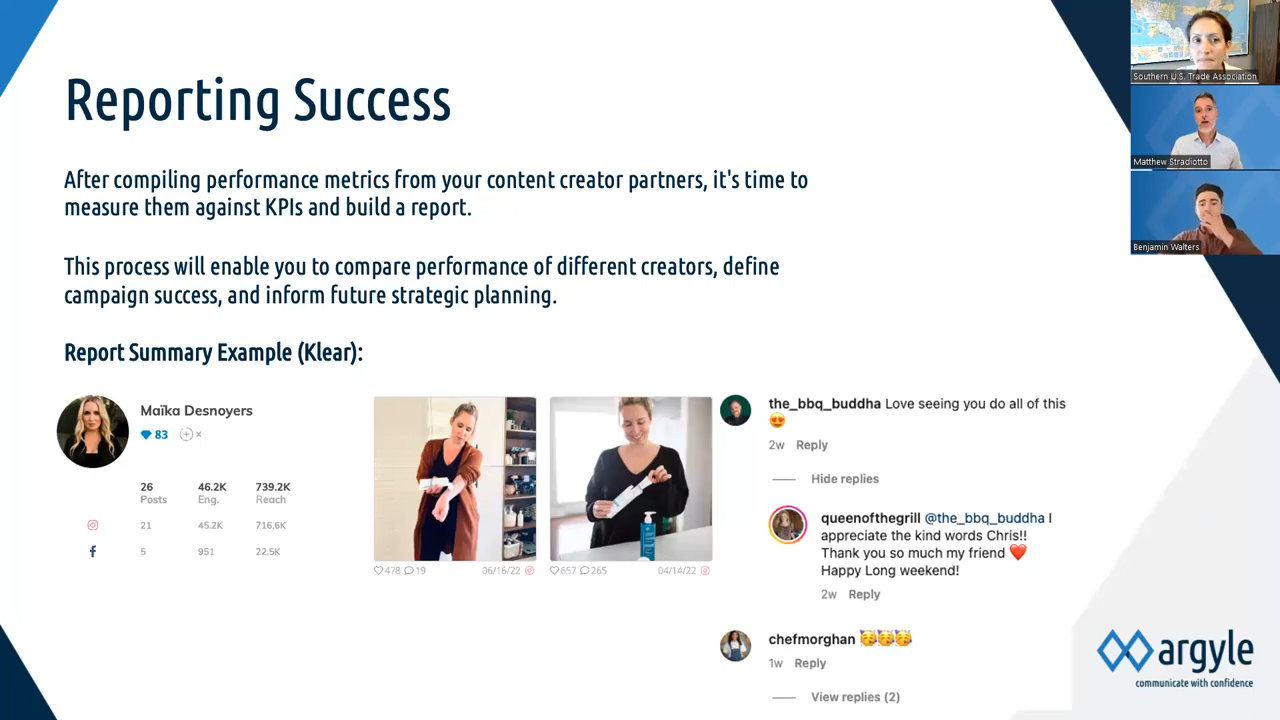 Reporting Success
After compiling performance metrics from your content creator partners, it's time to
measure them against KPIs and build a report.
This process will enable you to compare performance of different creators, define
campaign success, and inform future strategic planning.
Report Summary Example (Klear):
Maïka Desnoyers
83
26 46.2K 739.2K
Posts Eng. Reach
21 45.2K 716.6K
5 951 22.5K
478 19 06/16/22
657 265 04/14/22
the_bbq_buddha Love seeing you do all of this
😍
2w Reply
Hide replies
queenofthegrill @the_bbq_buddha I
appreciate the kind words Chris!!
Thank you so much my friend ❤️
Happy Long weekend!
2w Reply
chefmorghan 🥳🥳🥳
1w Reply
View replies (2)
Southern U.S. Trade Association
Matthew Stradiotto
Benjamin Walters
argyle
communicate with confidence